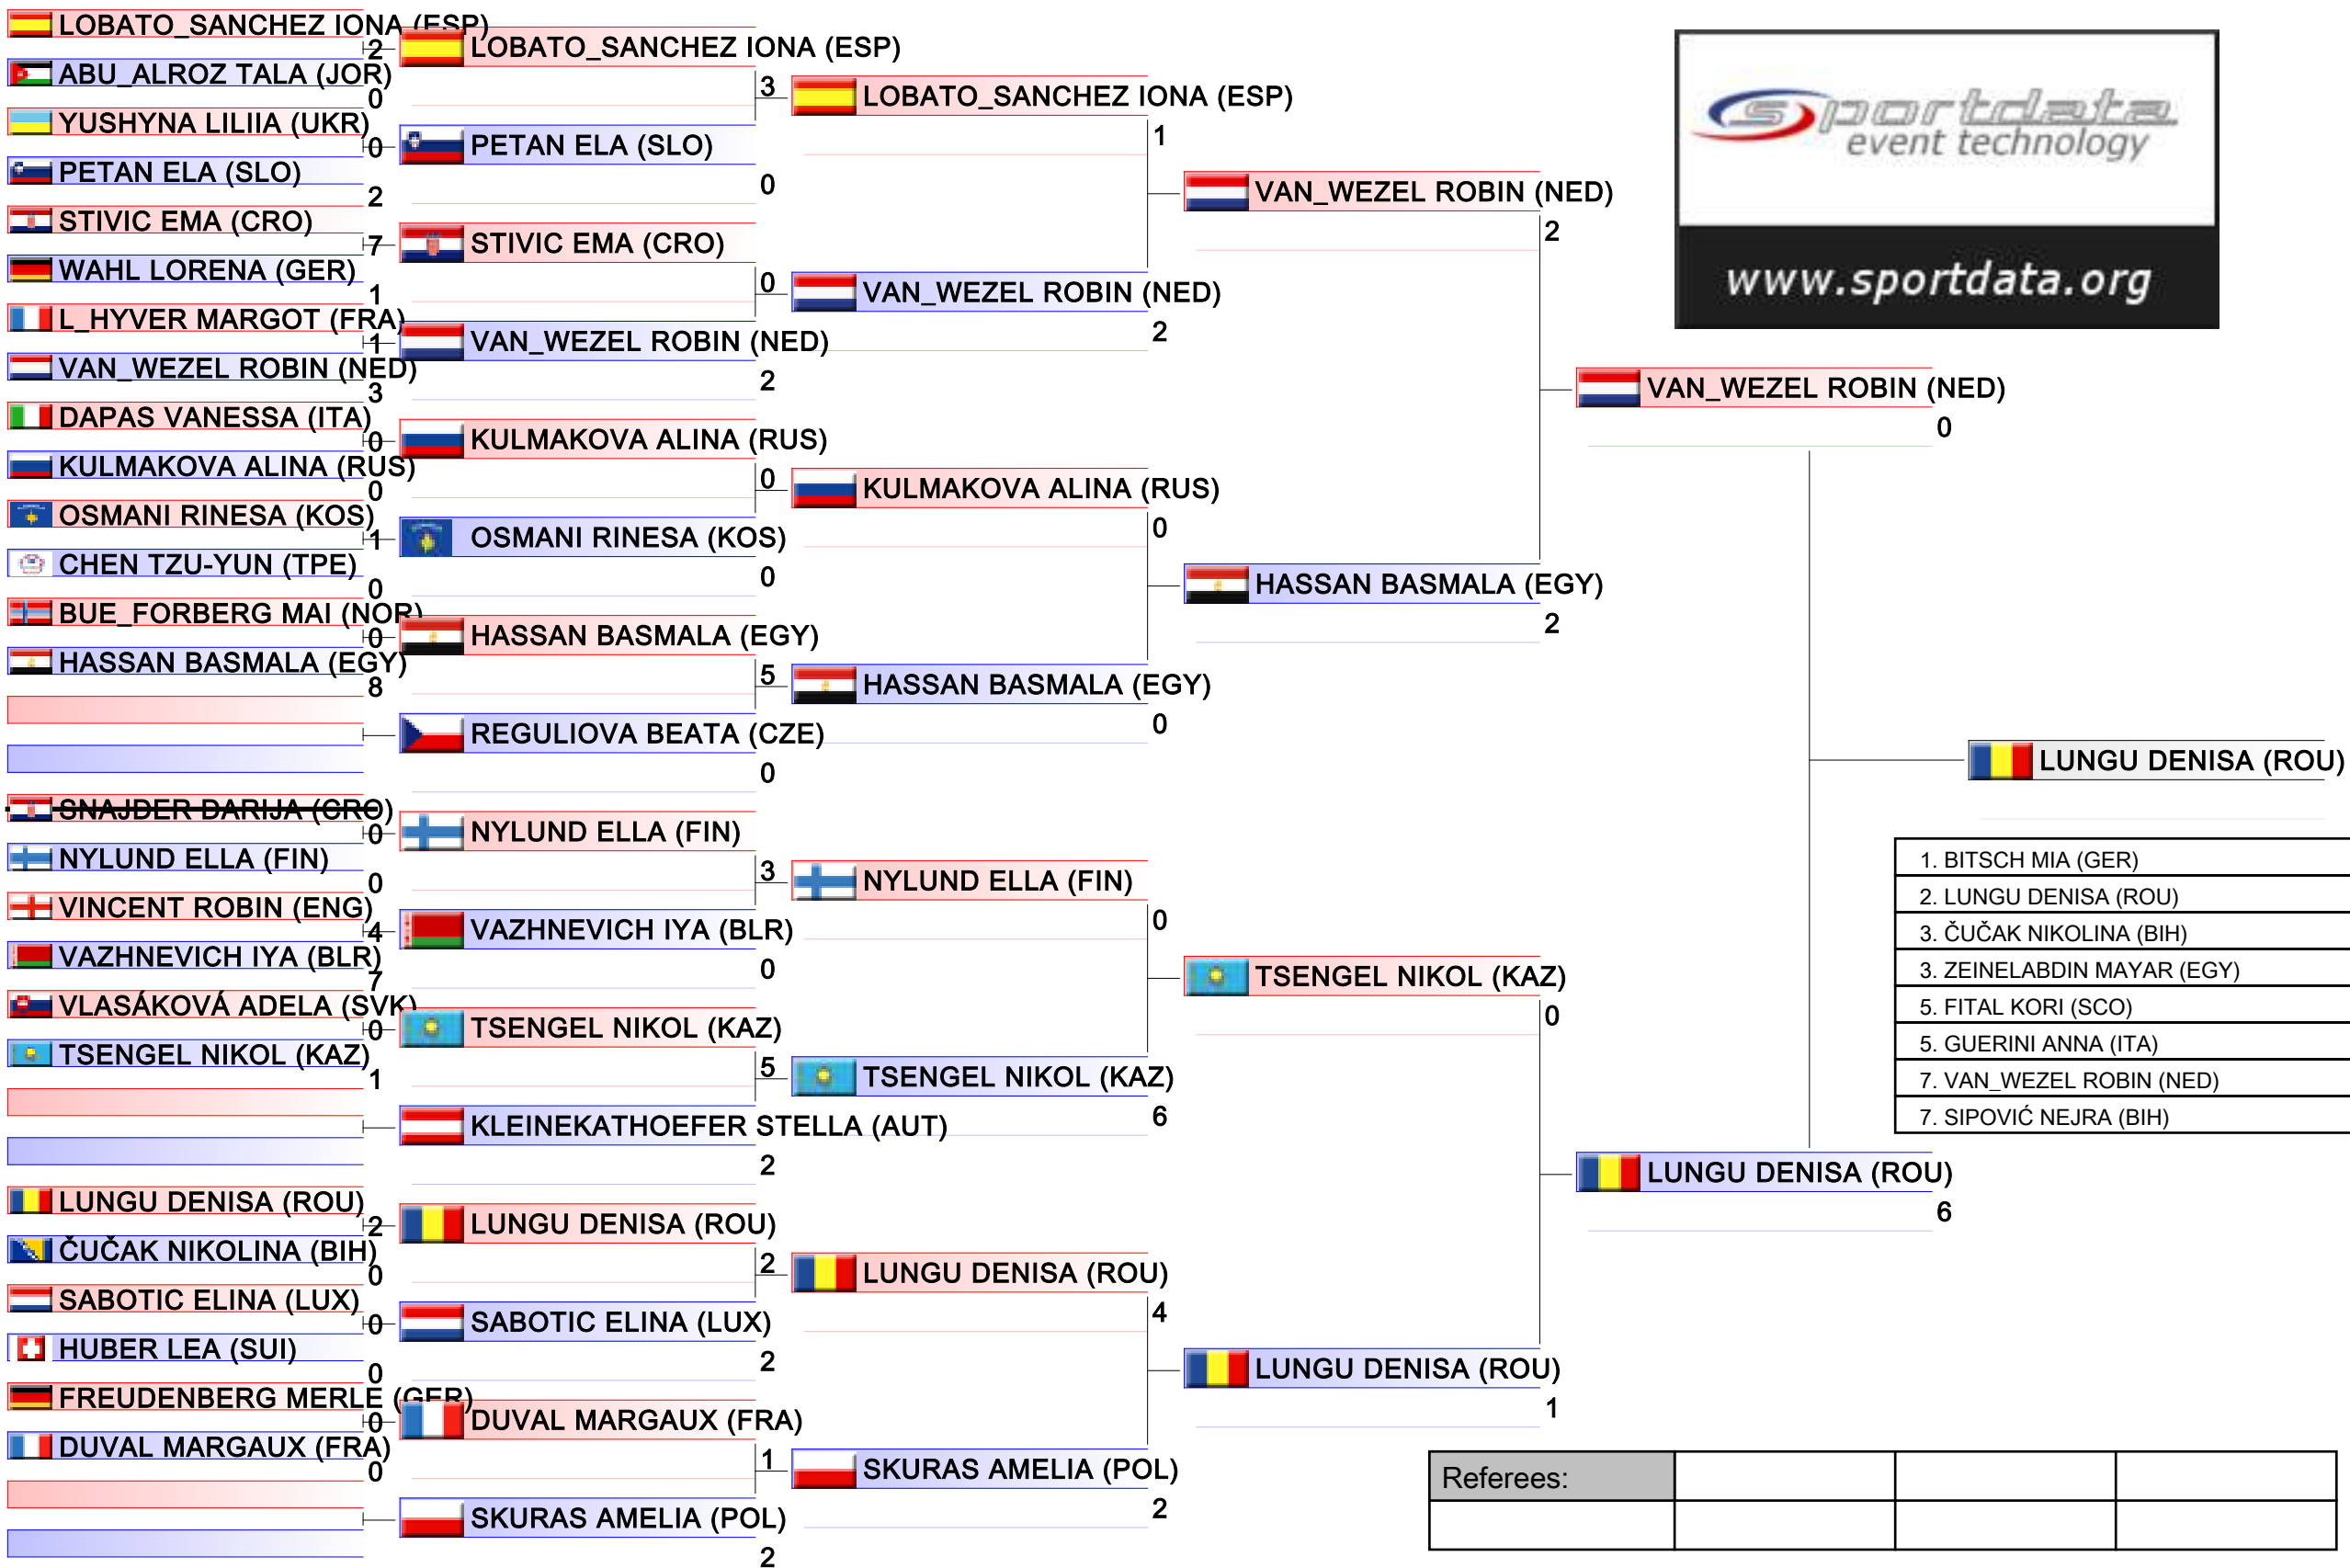 LOBATO_SANCHEZ IONA (ESP)
2
ABU_ALROZ TALA (JOR)
0
YUSHYNA LILIIA (UKR)
0
PETAN ELA (SLO)
2
STIVIC EMA (CRO)
7
WAHL LORENA (GER)
1
L_HYVER MARGOT (FRA)
1
VAN_WEZEL ROBIN (NED)
3
DAPAS VANESSA (ITA)
0
KULMAKOVA ALINA (RUS)
0
OSMANI RINESA (KOS)
1
CHEN TZU-YUN (TPE)
0
BUE_FORBERG MAI (NOR)
0
HASSAN BASMALA (EGY)
8
SNAJDER DARIJA (CRO)
0
NYLUND ELLA (FIN)
0
VINCENT ROBIN (ENG)
4
VAZHNEVICH IYA (BLR)
7
VLASÁKOVÁ ADELA (SVK)
0
TSENGEL NIKOL (KAZ)
1
LUNGU DENISA (ROU)
2
ČUČAK NIKOLINA (BIH)
0
SABOTIC ELINA (LUX)
0
HUBER LEA (SUI)
0
FREUDENBERG MERLE (GER)
0
DUVAL MARGAUX (FRA)
0
LOBATO_SANCHEZ IONA (ESP)
3
PETAN ELA (SLO)
0
STIVIC EMA (CRO)
0
VAN_WEZEL ROBIN (NED)
2
KULMAKOVA ALINA (RUS)
0
OSMANI RINESA (KOS)
0
HASSAN BASMALA (EGY)
5
REGULIOVA BEATA (CZE)
0
NYLUND ELLA (FIN)
3
VAZHNEVICH IYA (BLR)
0
TSENGEL NIKOL (KAZ)
5
KLEINEKATHOEFER STELLA (AUT)
2
LUNGU DENISA (ROU)
2
SABOTIC ELINA (LUX)
2
DUVAL MARGAUX (FRA)
1
SKURAS AMELIA (POL)
2
LOBATO_SANCHEZ IONA (ESP)
1
VAN_WEZEL ROBIN (NED)
2
KULMAKOVA ALINA (RUS)
0
HASSAN BASMALA (EGY)
0
NYLUND ELLA (FIN)
0
TSENGEL NIKOL (KAZ)
6
LUNGU DENISA (ROU)
4
SKURAS AMELIA (POL)
2
VAN_WEZEL ROBIN (NED)
2
HASSAN BASMALA (EGY)
2
TSENGEL NIKOL (KAZ)
0
LUNGU DENISA (ROU)
1
VAN_WEZEL ROBIN (NED)
0
LUNGU DENISA (ROU)
6
LUNGU DENISA (ROU)
sportdata
event technology
www.sportdata.org
1. BITSCH MIA (GER)
2. LUNGU DENISA (ROU)
3. ČUČAK NIKOLINA (BIH)
3. ZEINELABDIN MAYAR (EGY)
5. FITAL KORI (SCO)
5. GUERINI ANNA (ITA)
7. VAN_WEZEL ROBIN (NED)
7. SIPOVIĆ NEJRA (BIH)
Referees: